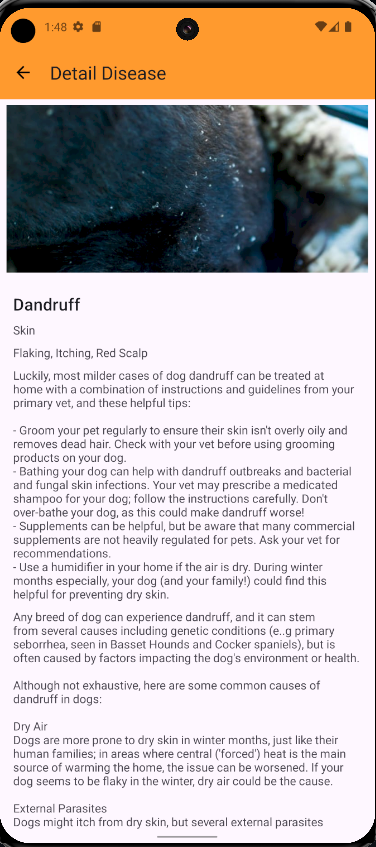 1:48
Detail Disease
Dandruff
Skin
Flaking, Itching, Red Scalp
Luckily, most milder cases of dog dandruff can be treated at
home with a combination of instructions and guidelines from your
primary vet, and these helpful tips:
- Groom your pet regularly to ensure their skin isn't overly oily and
removes dead hair. Check with your vet before using grooming
products on your dog.
- Bathing your dog can help with dandruff outbreaks and bacterial
and fungal skin infections. Your vet may prescribe a medicated
shampoo for your dog; follow the instructions carefully. Don't
over-bathe your dog, as this could make dandruff worse!
- Supplements can be helpful, but be aware that many commercial
supplements are not heavily regulated for pets. Ask your vet for
recommendations.
- Use a humidifier in your home if the air is dry. During winter
months especially, your dog (and your family!) could find this
helpful for preventing dry skin.
Any breed of dog can experience dandruff, and it can stem
from several causes including genetic conditions (e..g primary
seborrhea, seen in Basset Hounds and Cocker spaniels), but is
often caused by factors impacting the dog's environment or health.
Although not exhaustive, here are some common causes of
dandruff in dogs:
Dry Air
Dogs are more prone to dry skin in winter months, just like their
human families; in areas where central ('forced') heat is the main
source of warming the home, the issue can be worsened. If your
dog seems to be flaky in the winter, dry air could be the cause.
External Parasites
Dogs might itch from dry skin, but several external parasites